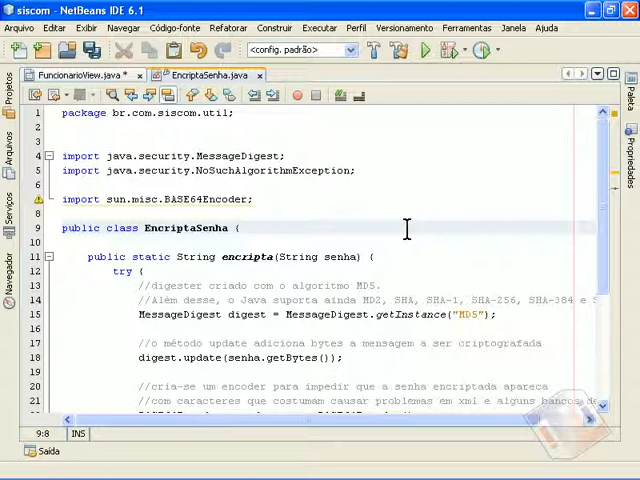 siscom - NetBeans IDE 6.1
Arquivo Editar Exibir Navegar Código-fonte Refatorar Construir Executar Perfil Versionamento Ferramentas Janela Ajuda
<config. padrão>
FuncionarioView.java * x EncriptaSenha.java x
Projetos
Arquivos
Serviços
Navegador
Paleta
Propriedades
1 package br.com.siscom.util;
2
3
4 import java.security.MessageDigest;
5 import java.security.NoSuchAlgorithmException;
6
import sun.misc.BASE64Encoder;
8
9 public class EncriptaSenha {
10
11 public static String encripta(String senha) {
12 try {
13 //digester criado com o algoritmo MD5.
14 //Além desse, o Java suporta ainda MD2, SHA, SHA-1, SHA-256, SHA-384 e S
15 MessageDigest digest = MessageDigest.getInstance("MD5");
16
17 //o método update adiciona bytes a mensagem a ser criptografada
18 digest.update(senha.getBytes());
19
20 //cria-se um encoder para impedir que a senha encriptada apareca
21 //com caracteres que costumam causar problemas em xml e alguns bancos de
9:8 INS
Saída